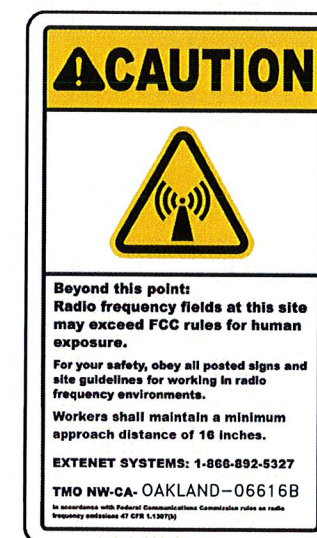 CAUTION
Beyond this point:
Radio frequency fields at this site
may exceed FCC rules for human
exposure.
For your safety, obey all posted signs and
site guidelines for working in radio
frequency environments.
Workers shall maintain a minimum
approach distance of 16 inches.
EXTENET SYSTEMS: 1-866-892-5327
TMO NW-CA- OAKLAND-06616B
In accordance with Federal Communications Commission rules on radio
frequency emissions 47 CFR 1.1307(b)